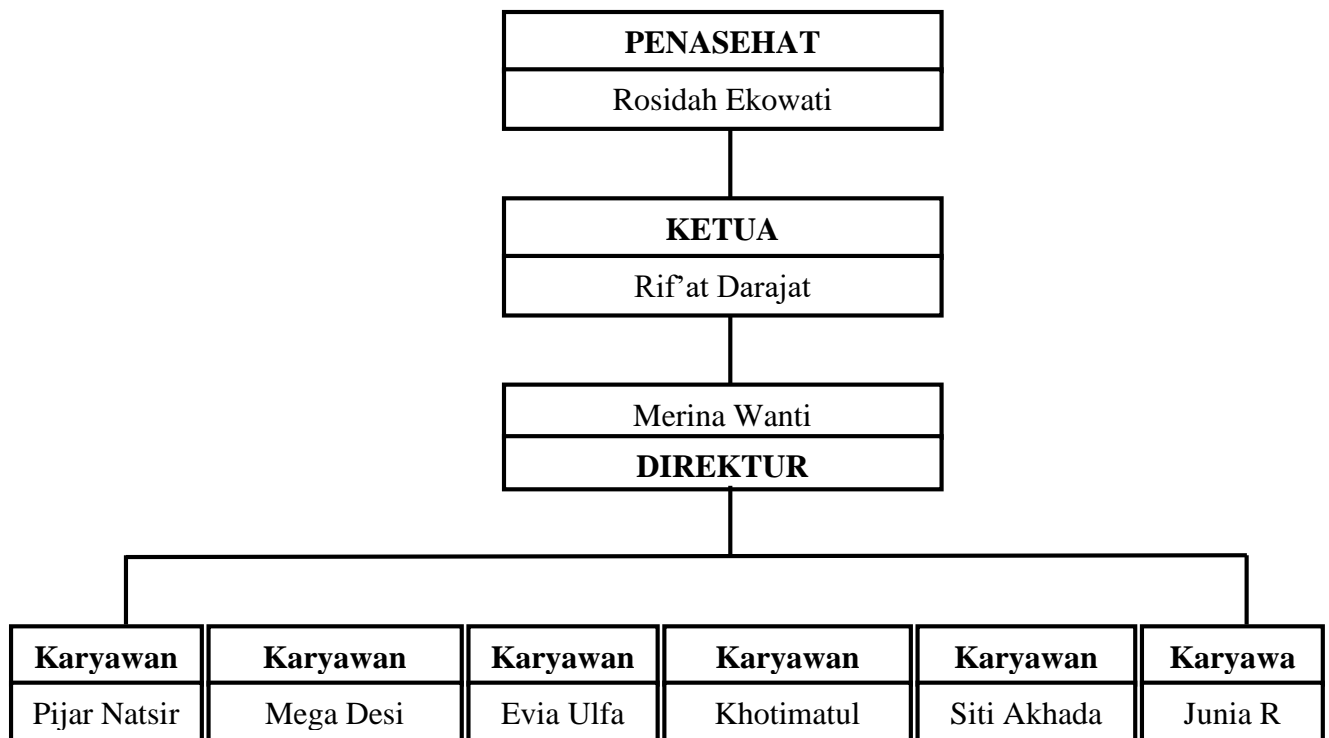 PENASEHAT
Rosidah Ekowati
KETUA
Rif’at Darajat
Merina Wanti
DIREKTUR
Karyawan
Pijar Natsir
Karyawan
Mega Desi
Karyawan
Evia Ulfa
Karyawan
Khotimatul
Karyawan
Siti Akhada
Karyawa
Junia R